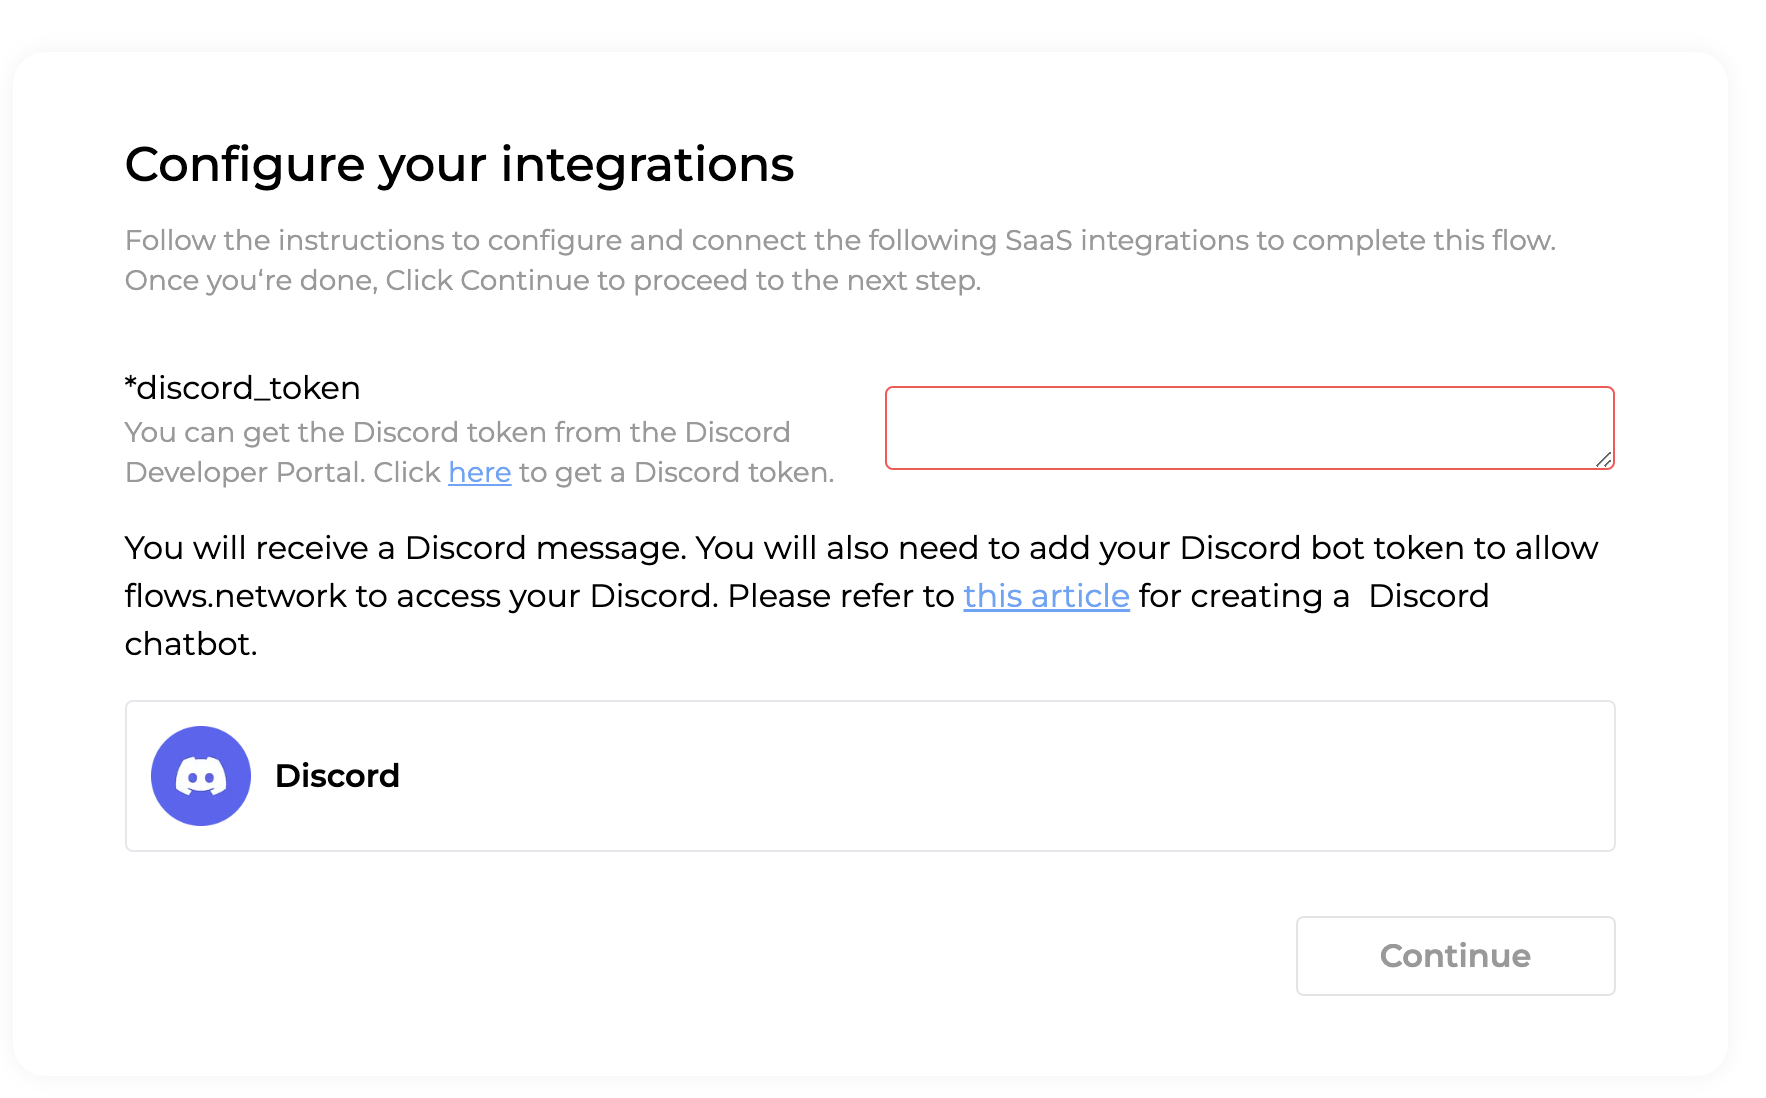 Configure your integrations
Follow the instructions to configure and connect the following SaaS integrations to complete this flow.
Once you‘re done, Click Continue to proceed to the next step.
*discord_token
You can get the Discord token from the Discord
Developer Portal. Click here to get a Discord token.
You will receive a Discord message. You will also need to add your Discord bot token to allow
flows.network to access your Discord. Please refer to this article for creating a  Discord
chatbot.
Discord
Continue